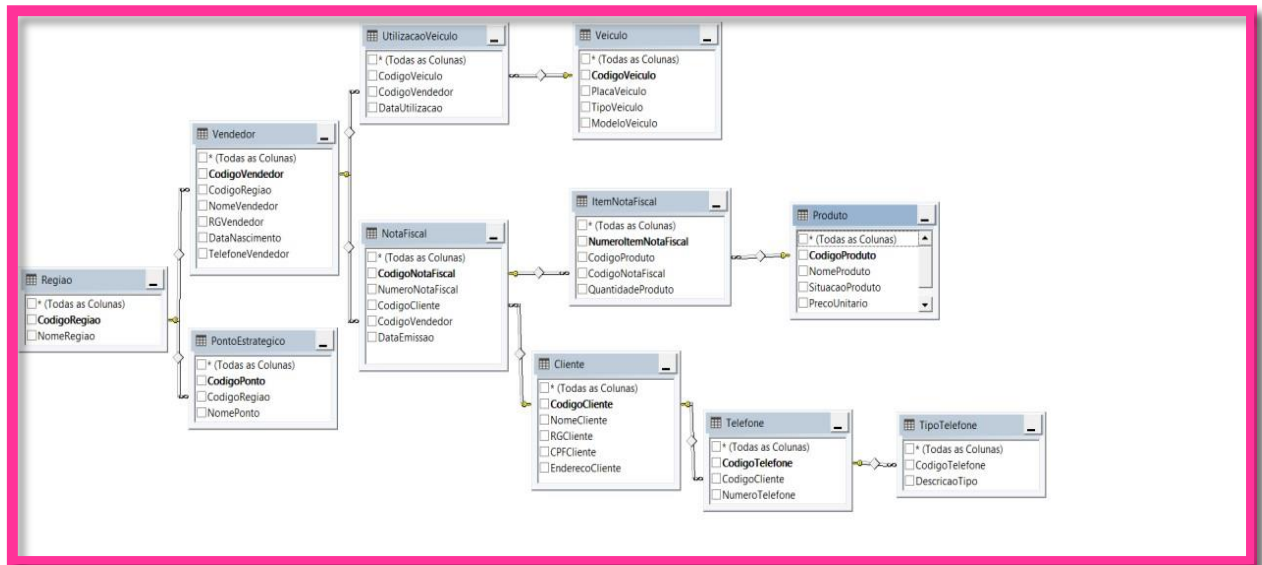 UtilizacaoVeiculo
* (Todas as Colunas)
CodigoVeiculo
CodigoVendedor
DataUtilizacao
Veiculo
* (Todas as Colunas)
CodigoVeiculo
PlacaVeiculo
TipoVeiculo
ModeloVeiculo
Vendedor
* (Todas as Colunas)
CodigoVendedor
CodigoRegiao
NomeVendedor
RGVendedor
DataNascimento
TelefoneVendedor
NotaFiscal
* (Todas as Colunas)
CodigoNotaFiscal
NumeroNotaFiscal
CodigoCliente
CodigoVendedor
DataEmissao
ItemNotaFiscal
* (Todas as Colunas)
NumeroItemNotaFiscal
CodigoProduto
CodigoNotaFiscal
QuantidadeProduto
Produto
* (Todas as Colunas)
CodigoProduto
NomeProduto
SituacaoProduto
PrecoUnitario
Regiao
* (Todas as Colunas)
CodigoRegiao
NomeRegiao
PontoEstrategico
* (Todas as Colunas)
CodigoPonto
CodigoRegiao
NomePonto
Cliente
* (Todas as Colunas)
CodigoCliente
NomeCliente
RGCliente
CPFCliente
EnderecoCliente
Telefone
* (Todas as Colunas)
CodigoTelefone
CodigoCliente
NumeroTelefone
TipoTelefone
* (Todas as Colunas)
CodigoTelefone
DescricaoTipo